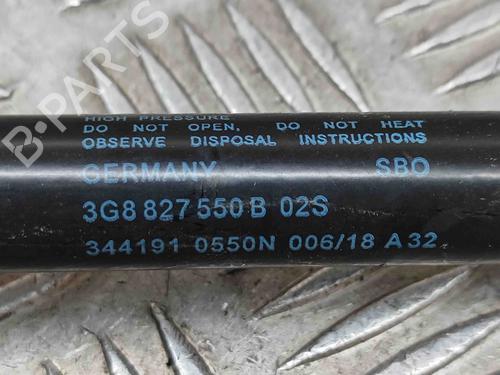 HIGH PRESSURE
DO NOT OPEN, DO NOT HEAT
OBSERVE DISPOSAL INSTRUCTIONS
GERMANY SBO
3G8 827 550 B 02S
344191 0550N 006/18 A32
B-PARTS